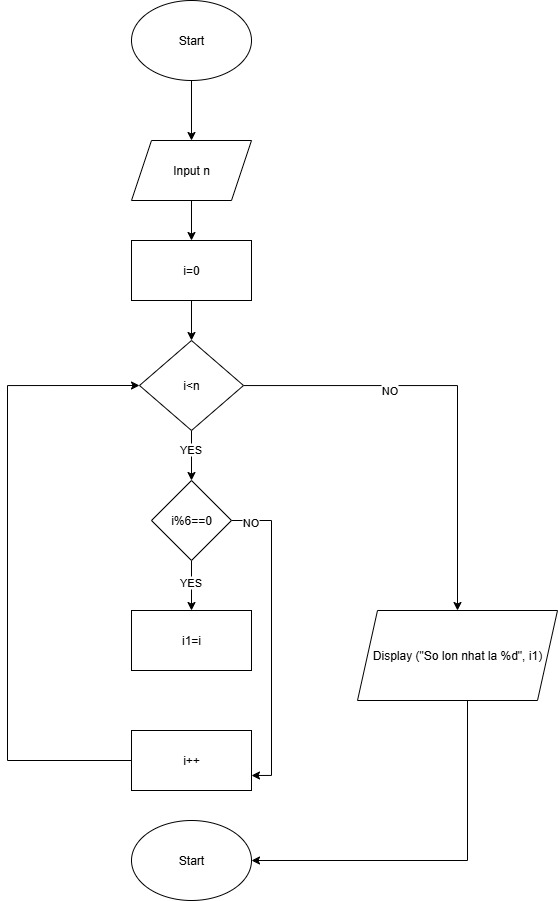 Start
Input n
i=0
i<n
NO
YES
i%6==0
NO
YES
i1=i
Display ("So lon nhat la %d", i1)
i++
Start